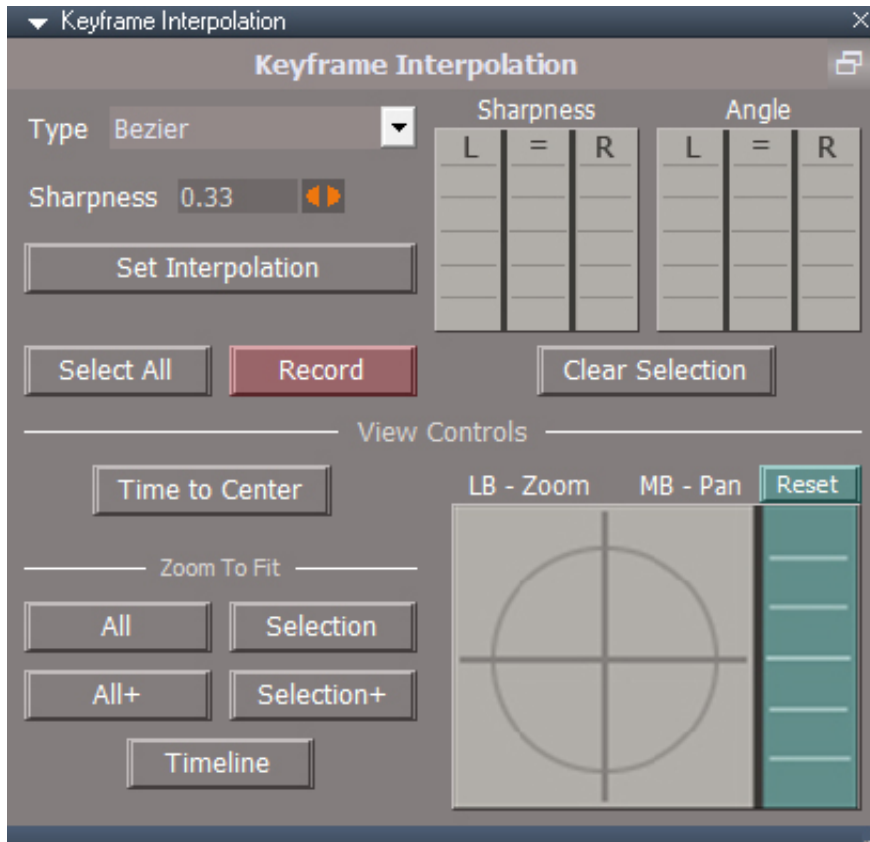 Keyframe Interpolation
Keyframe Interpolation
Type Bezier
Sharpness 0.33
Set Interpolation
Sharpness Angle
L = R L = R
Select All Record Clear Selection
View Controls
Time to Center
LB - Zoom MB - Pan Reset
Zoom To Fit
All Selection
All+ Selection+
Timeline